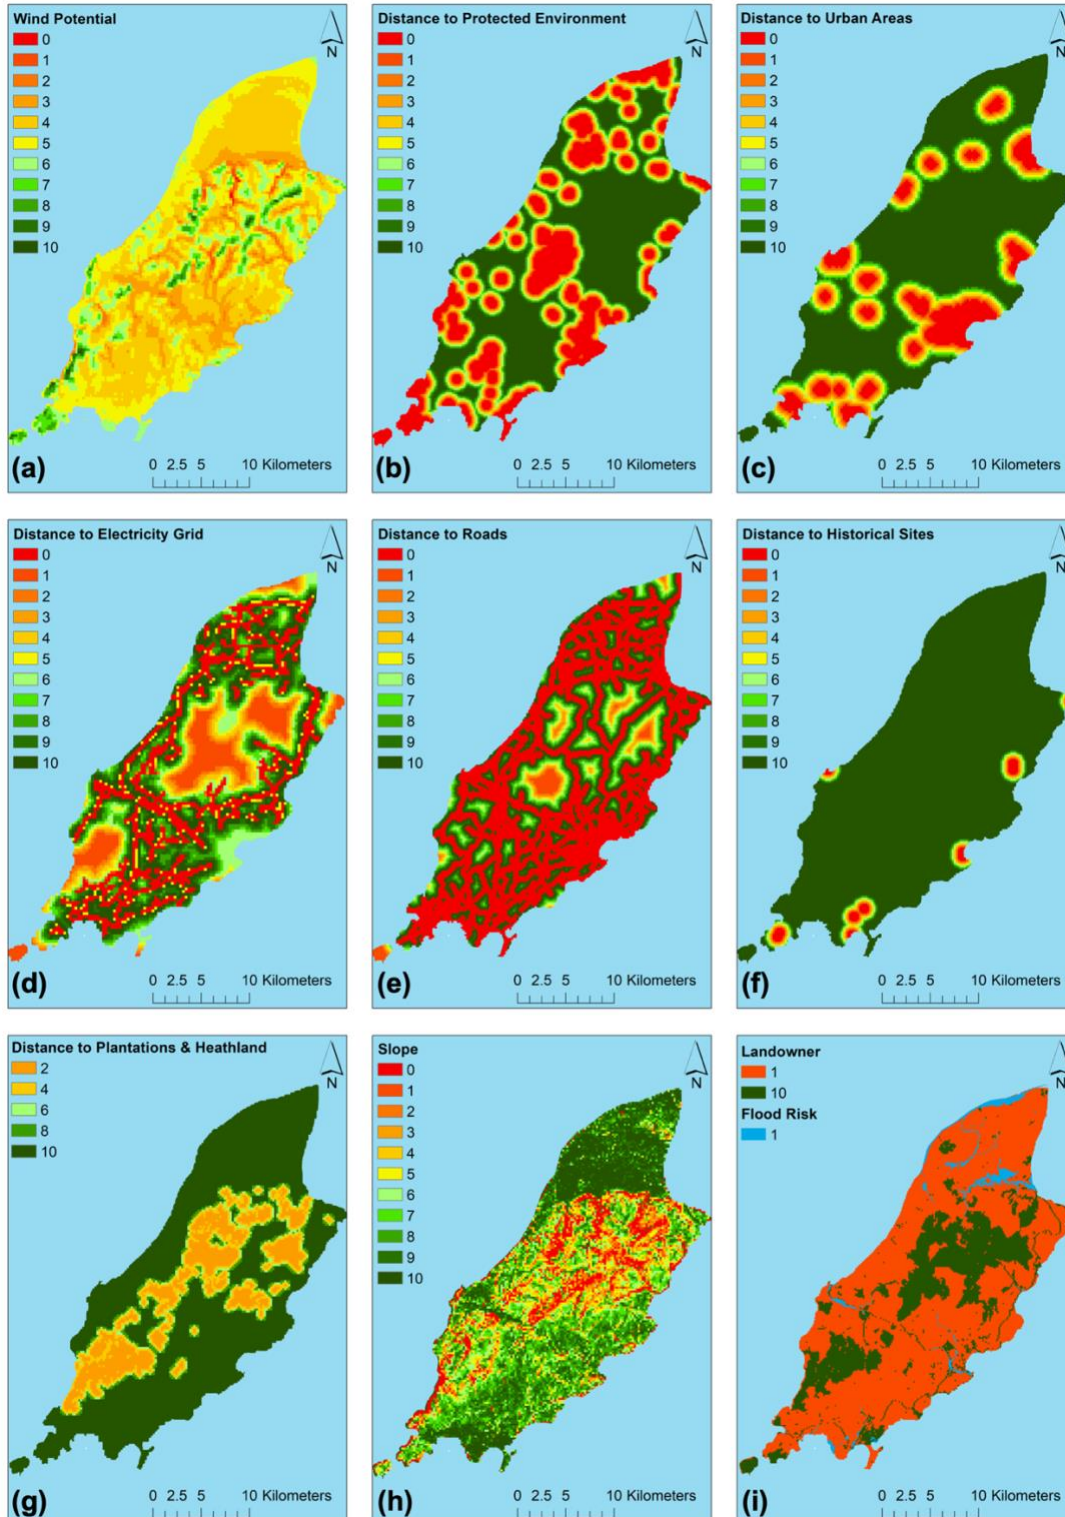 Wind Potential
0
1
2
3
4
5
6
7
8
9
10
N
0 2.5 5 10 Kilometers
(a)
Distance to Protected Environment
0
1
2
3
4
5
6
7
8
9
10
N
0 2.5 5 10 Kilometers
(b)
Distance to Urban Areas
0
1
2
3
4
5
6
7
8
9
10
N
0 2.5 5 10 Kilometers
(c)
Distance to Electricity Grid
0
1
2
3
4
5
6
7
8
9
10
N
0 2.5 5 10 Kilometers
(d)
Distance to Roads
0
1
2
3
4
5
6
7
8
9
10
N
0 2.5 5 10 Kilometers
(e)
Distance to Historical Sites
0
1
2
3
4
5
6
7
8
9
10
N
0 2.5 5 10 Kilometers
(f)
Distance to Plantations & Heathland
2
4
6
8
10
N
0 2.5 5 10 Kilometers
(g)
Slope
0
1
2
3
4
5
6
7
8
9
10
N
0 2.5 5 10 Kilometers
(h)
Landowner
1
10
Flood Risk
1
N
0 2.5 5 10 Kilometers
(i)